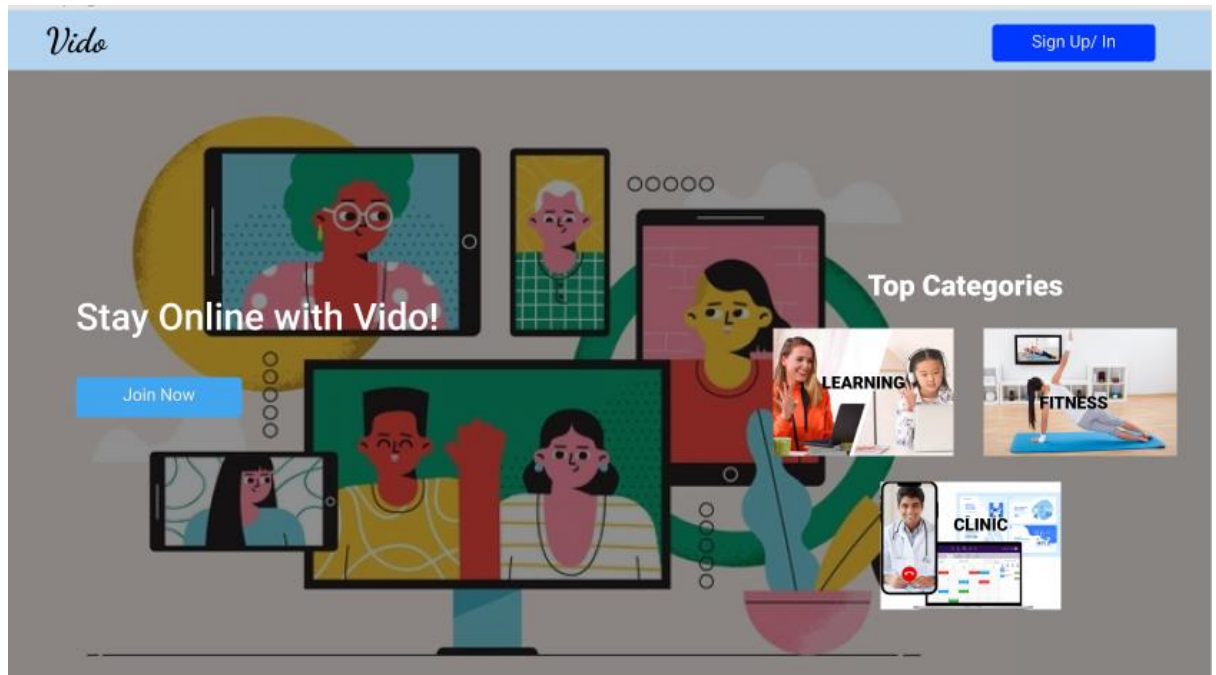 Vido
Sign Up/ In
Stay Online with Vido!
Join Now
Top Categories
LEARNING
FITNESS
CLINIC